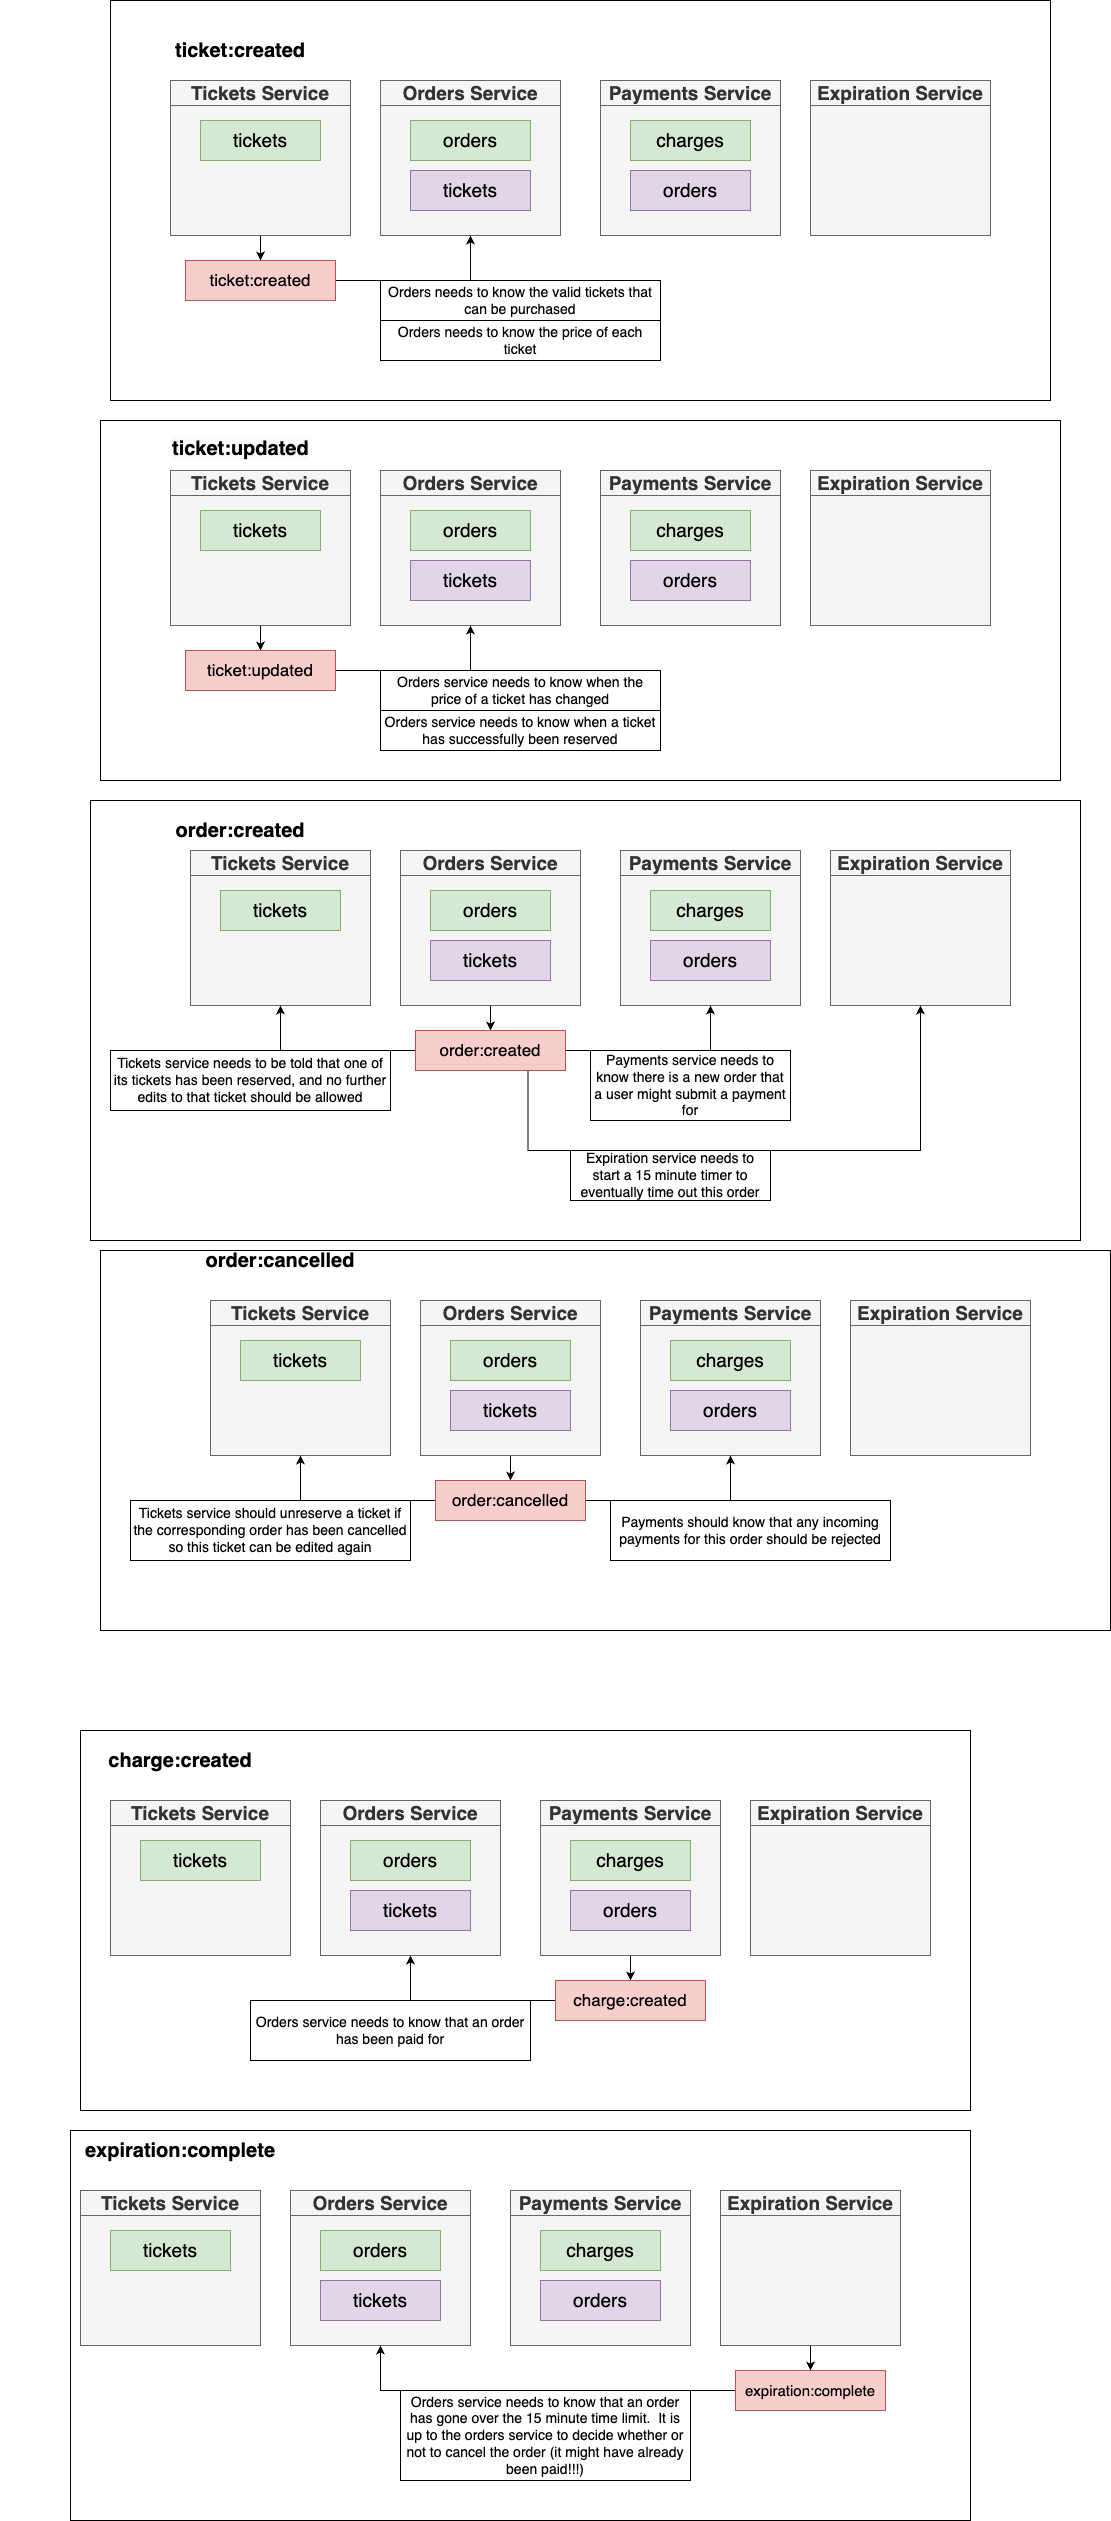 ticket:created
Tickets Service
Orders Service
Payments Service
Expiration Service
tickets
orders
charges
tickets
orders
ticket:created
Orders needs to know the valid tickets that
can be purchased
Orders needs to know the price of each
ticket
ticket:updated
Tickets Service
Orders Service
Payments Service
Expiration Service
tickets
orders
charges
tickets
orders
ticket:updated
Orders service needs to know when the
price of a ticket has changed
Orders service needs to know when a ticket
has successfully been reserved
order:created
Tickets Service
Orders Service
Payments Service
Expiration Service
tickets
orders
charges
tickets
orders
order:created
Tickets service needs to be told that one of
its tickets has been reserved, and no further
edits to that ticket should be allowed
Payments service needs to
know there is a new order that
a user might submit a payment
for
Expiration service needs to
start a 15 minute timer to
eventually time out this order
order:cancelled
Tickets Service
Orders Service
Payments Service
Expiration Service
tickets
orders
charges
tickets
orders
order:cancelled
Tickets service should unreserve a ticket if
the corresponding order has been cancelled
so this ticket can be edited again
Payments should know that any incoming
payments for this order should be rejected
charge:created
Tickets Service
Orders Service
Payments Service
Expiration Service
tickets
orders
charges
tickets
orders
charge:created
Orders service needs to know that an order
has been paid for
expiration:complete
Tickets Service
Orders Service
Payments Service
Expiration Service
tickets
orders
charges
tickets
orders
expiration:complete
Orders service needs to know that an order
has gone over the 15 minute time limit.  It is
up to the orders service to decide whether or
not to cancel the order (it might have already
been paid!!!)